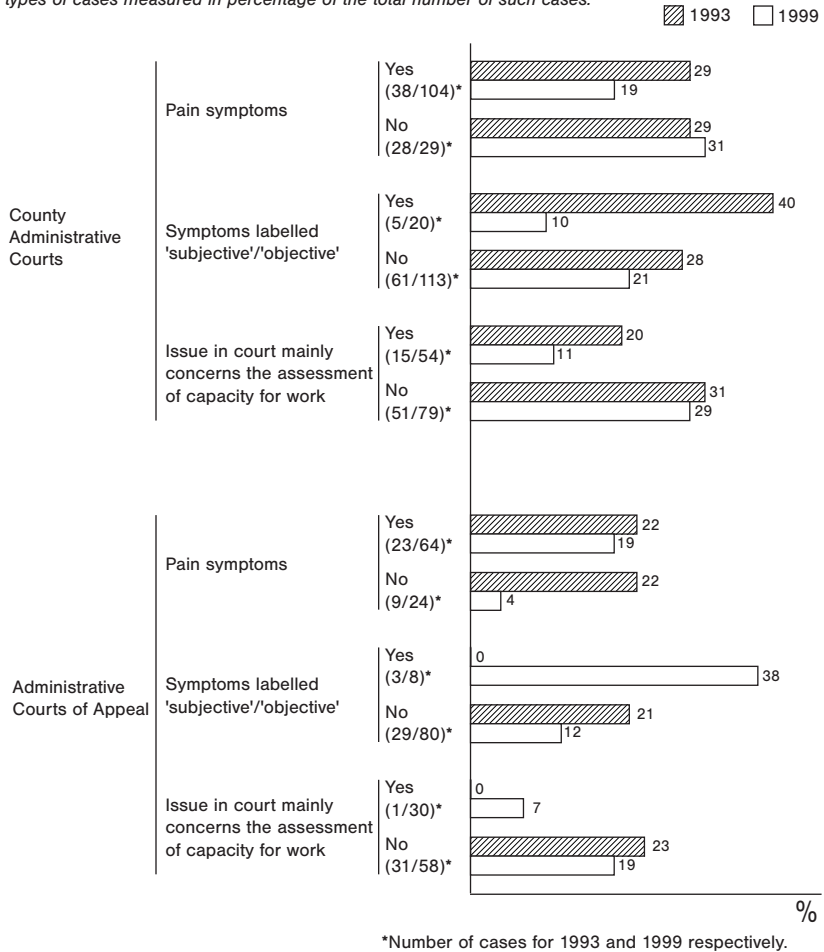 types of cases measured in percentage of the total number of such cases.
1993 1999
County
Administrative
Courts
Pain symptoms
Yes
(38/104)*
29
19
No
(28/29)*
29
31
Symptoms labelled
'subjective'/'objective'
Yes
(5/20)*
40
10
No
(61/113)*
28
21
Issue in court mainly
concerns the assessment
of capacity for work
Yes
(15/54)*
20
11
No
(51/79)*
31
29
Administrative
Courts of Appeal
Pain symptoms
Yes
(23/64)*
22
19
No
(9/24)*
22
4
Symptoms labelled
'subjective'/'objective'
Yes
(3/8)*
0
38
No
(29/80)*
21
12
Issue in court mainly
concerns the assessment
of capacity for work
Yes
(1/30)*
0
7
No
(31/58)*
23
19
%
*Number of cases for 1993 and 1999 respectively.